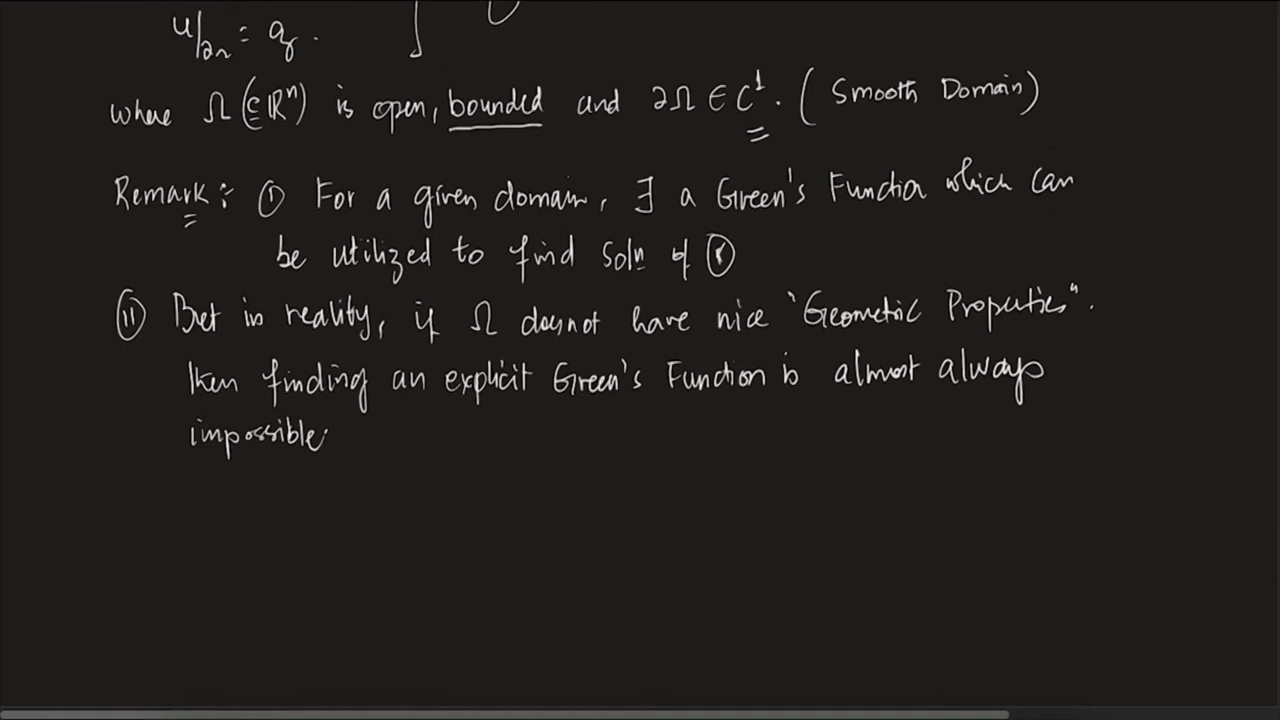 u|∂Ω = g.
where Ω (⊆ ℝⁿ) is open, bounded and ∂Ω ∈ C¹. ( Smooth Domain )
Remark : ① For a given domain, ∃ a Green's Function which can
be utilized to find soln of
(ii) But in reality, if Ω does not have nice "Geometric Properties".
then finding an explicit Green's Function is almost always
impossible.